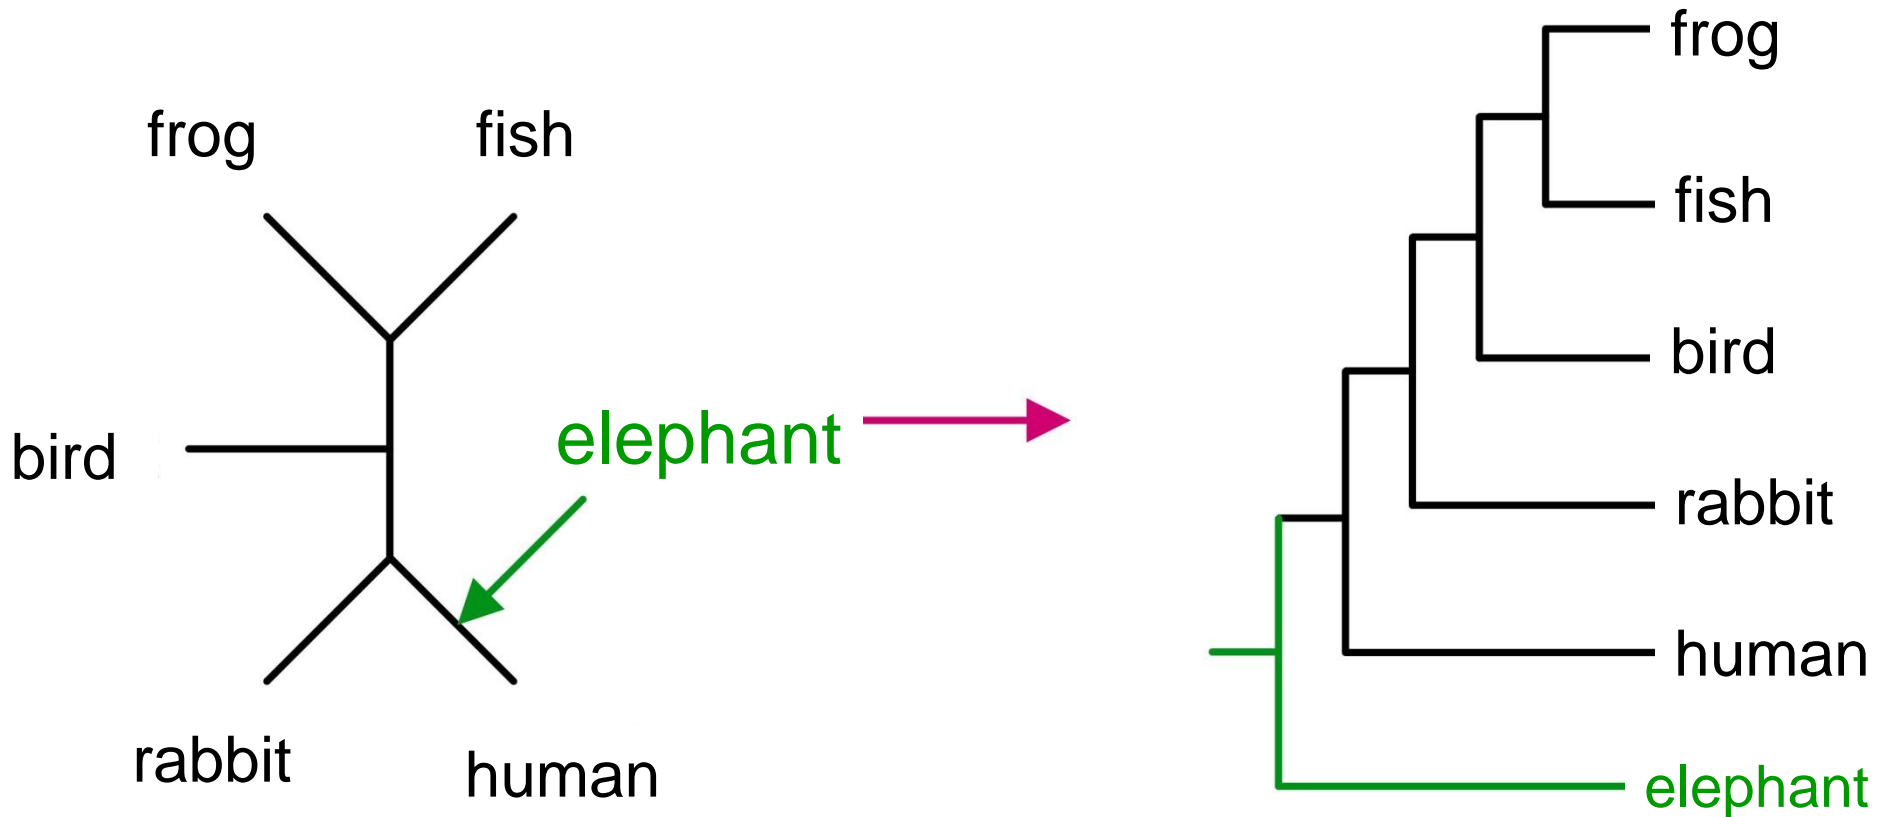 frog
fish
bird
elephant
rabbit
human
frog
fish
bird
rabbit
human
elephant